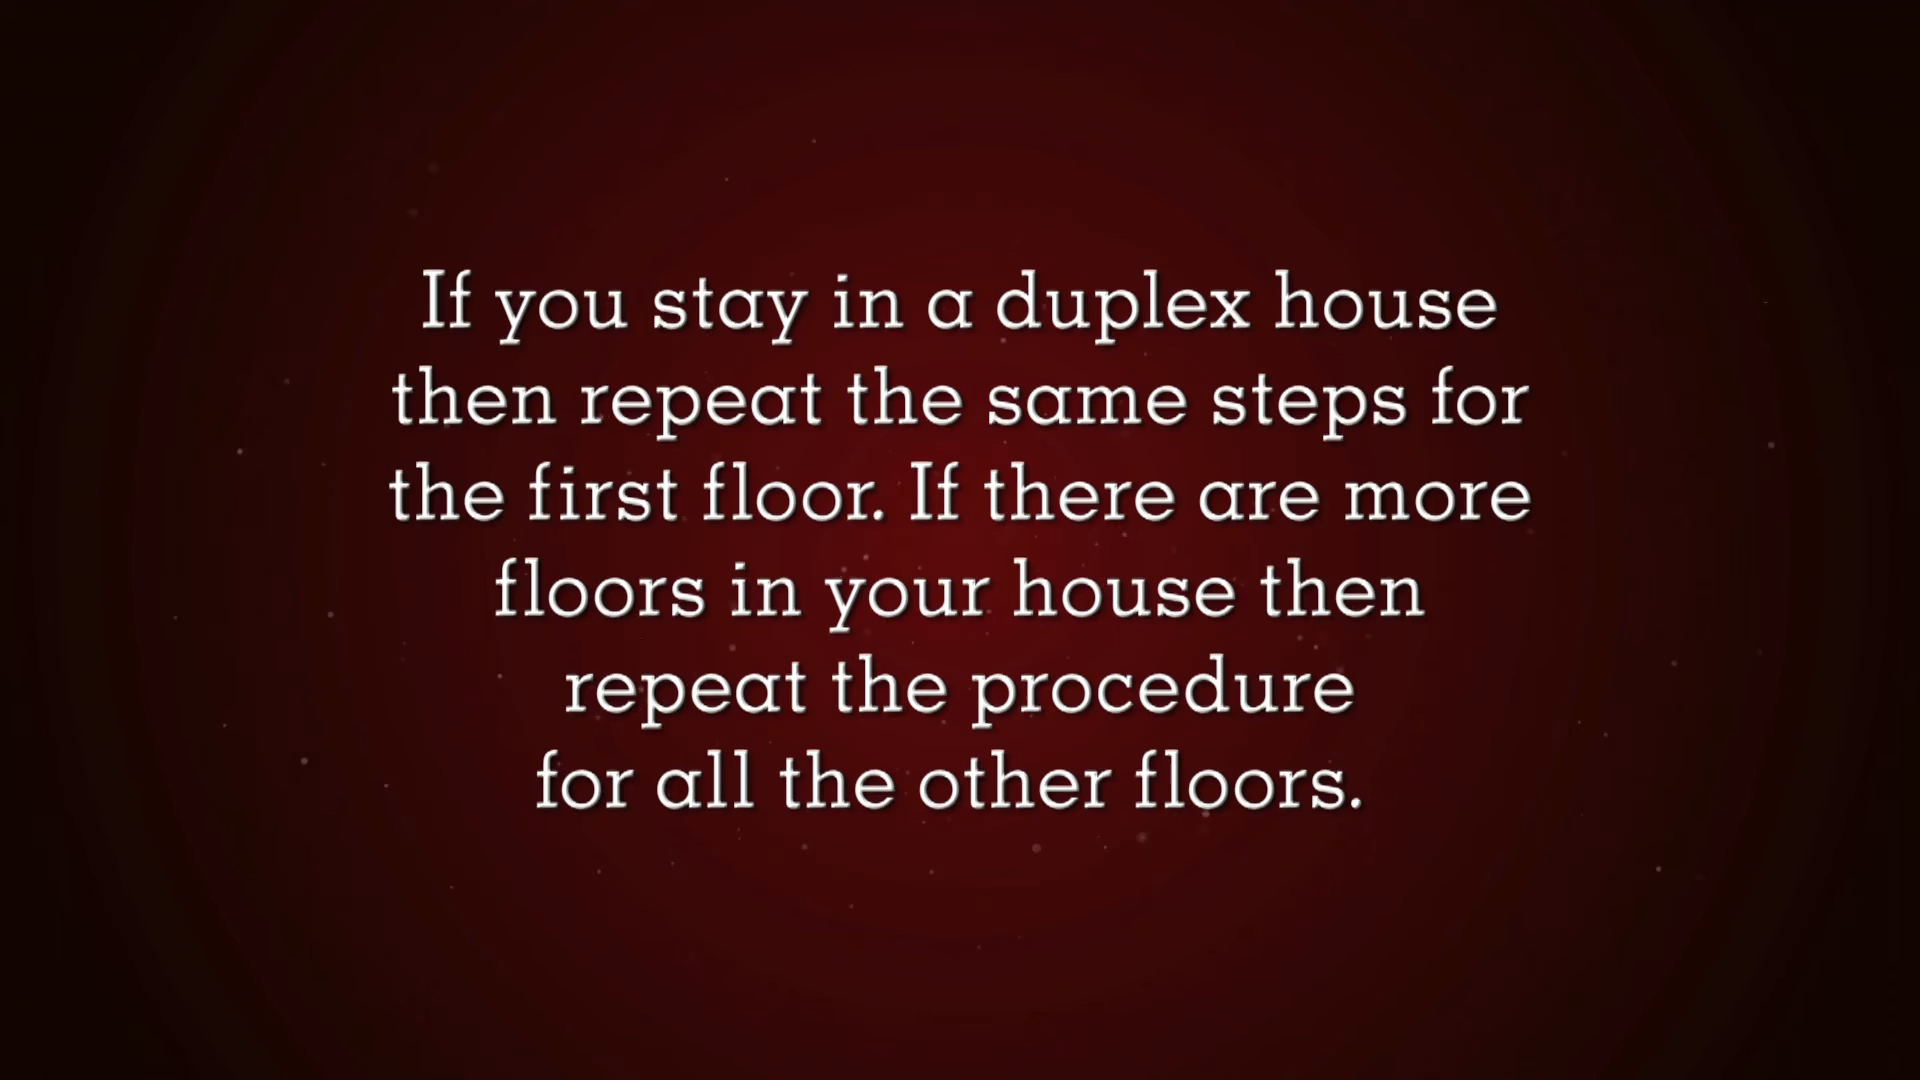 If you stay in a duplex house
then repeat the same steps for
the first floor. If there are more
floors in your house then
repeat the procedure
for all the other floors.